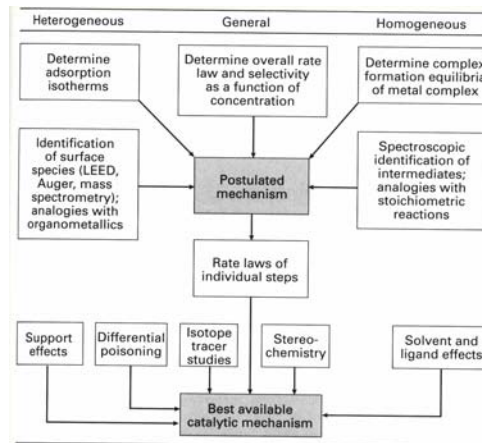 Heterogeneous
General
Homogeneous
Determine
adsorption
isotherms
Determine overall rate
law and selectivity
as a function of
concentration
Determine complex
formation equilibria
of metal complex
Identification
of surface
species (LEED,
Auger, mass
spectrometry);
analogies with
organometallics
Postulated
mechanism
Spectroscopic
identification of
intermediates;
analogies with
stoichiometric
reactions
Rate laws of
individual steps
Support
effects
Differential
poisoning
Isotope
tracer
studies
Stereo-
chemistry
Solvent and
ligand effects
Best available
catalytic mechanism